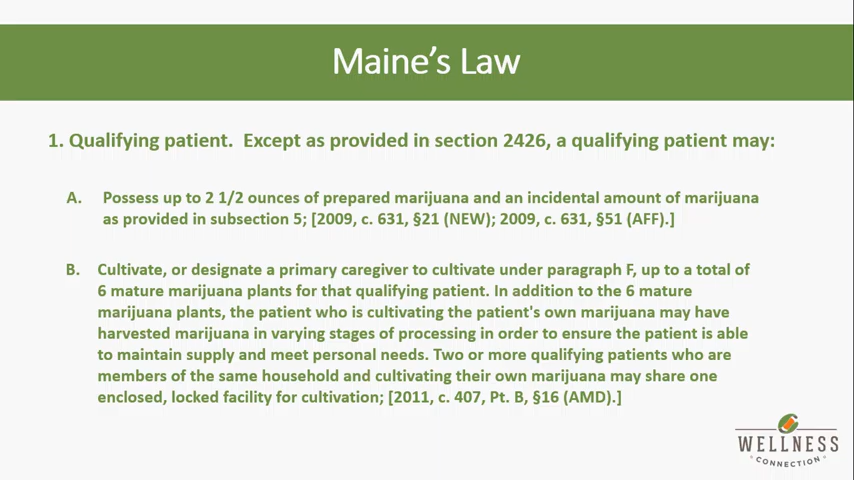 Maine's Law
1. Qualifying patient.  Except as provided in section 2426, a qualifying patient may:
A. Possess up to 2 1/2 ounces of prepared marijuana and an incidental amount of marijuana
as provided in subsection 5; [2009, c. 631, §21 (NEW); 2009, c. 631, §51 (AFF).]
B. Cultivate, or designate a primary caregiver to cultivate under paragraph F, up to a total of
6 mature marijuana plants for that qualifying patient. In addition to the 6 mature
marijuana plants, the patient who is cultivating the patient's own marijuana may have
harvested marijuana in varying stages of processing in order to ensure the patient is able
to maintain supply and meet personal needs. Two or more qualifying patients who are
members of the same household and cultivating their own marijuana may share one
enclosed, locked facility for cultivation; [2011, c. 407, Pt. B, §16 (AMD).]
WELLNESS
CONNECTION